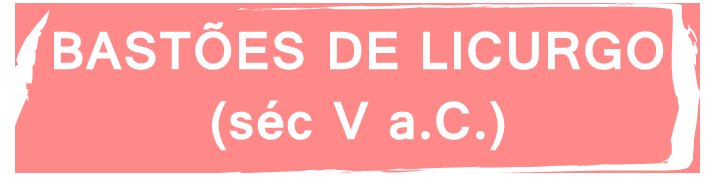 BASTÕES DE LICURGO
(séc V a.C.)